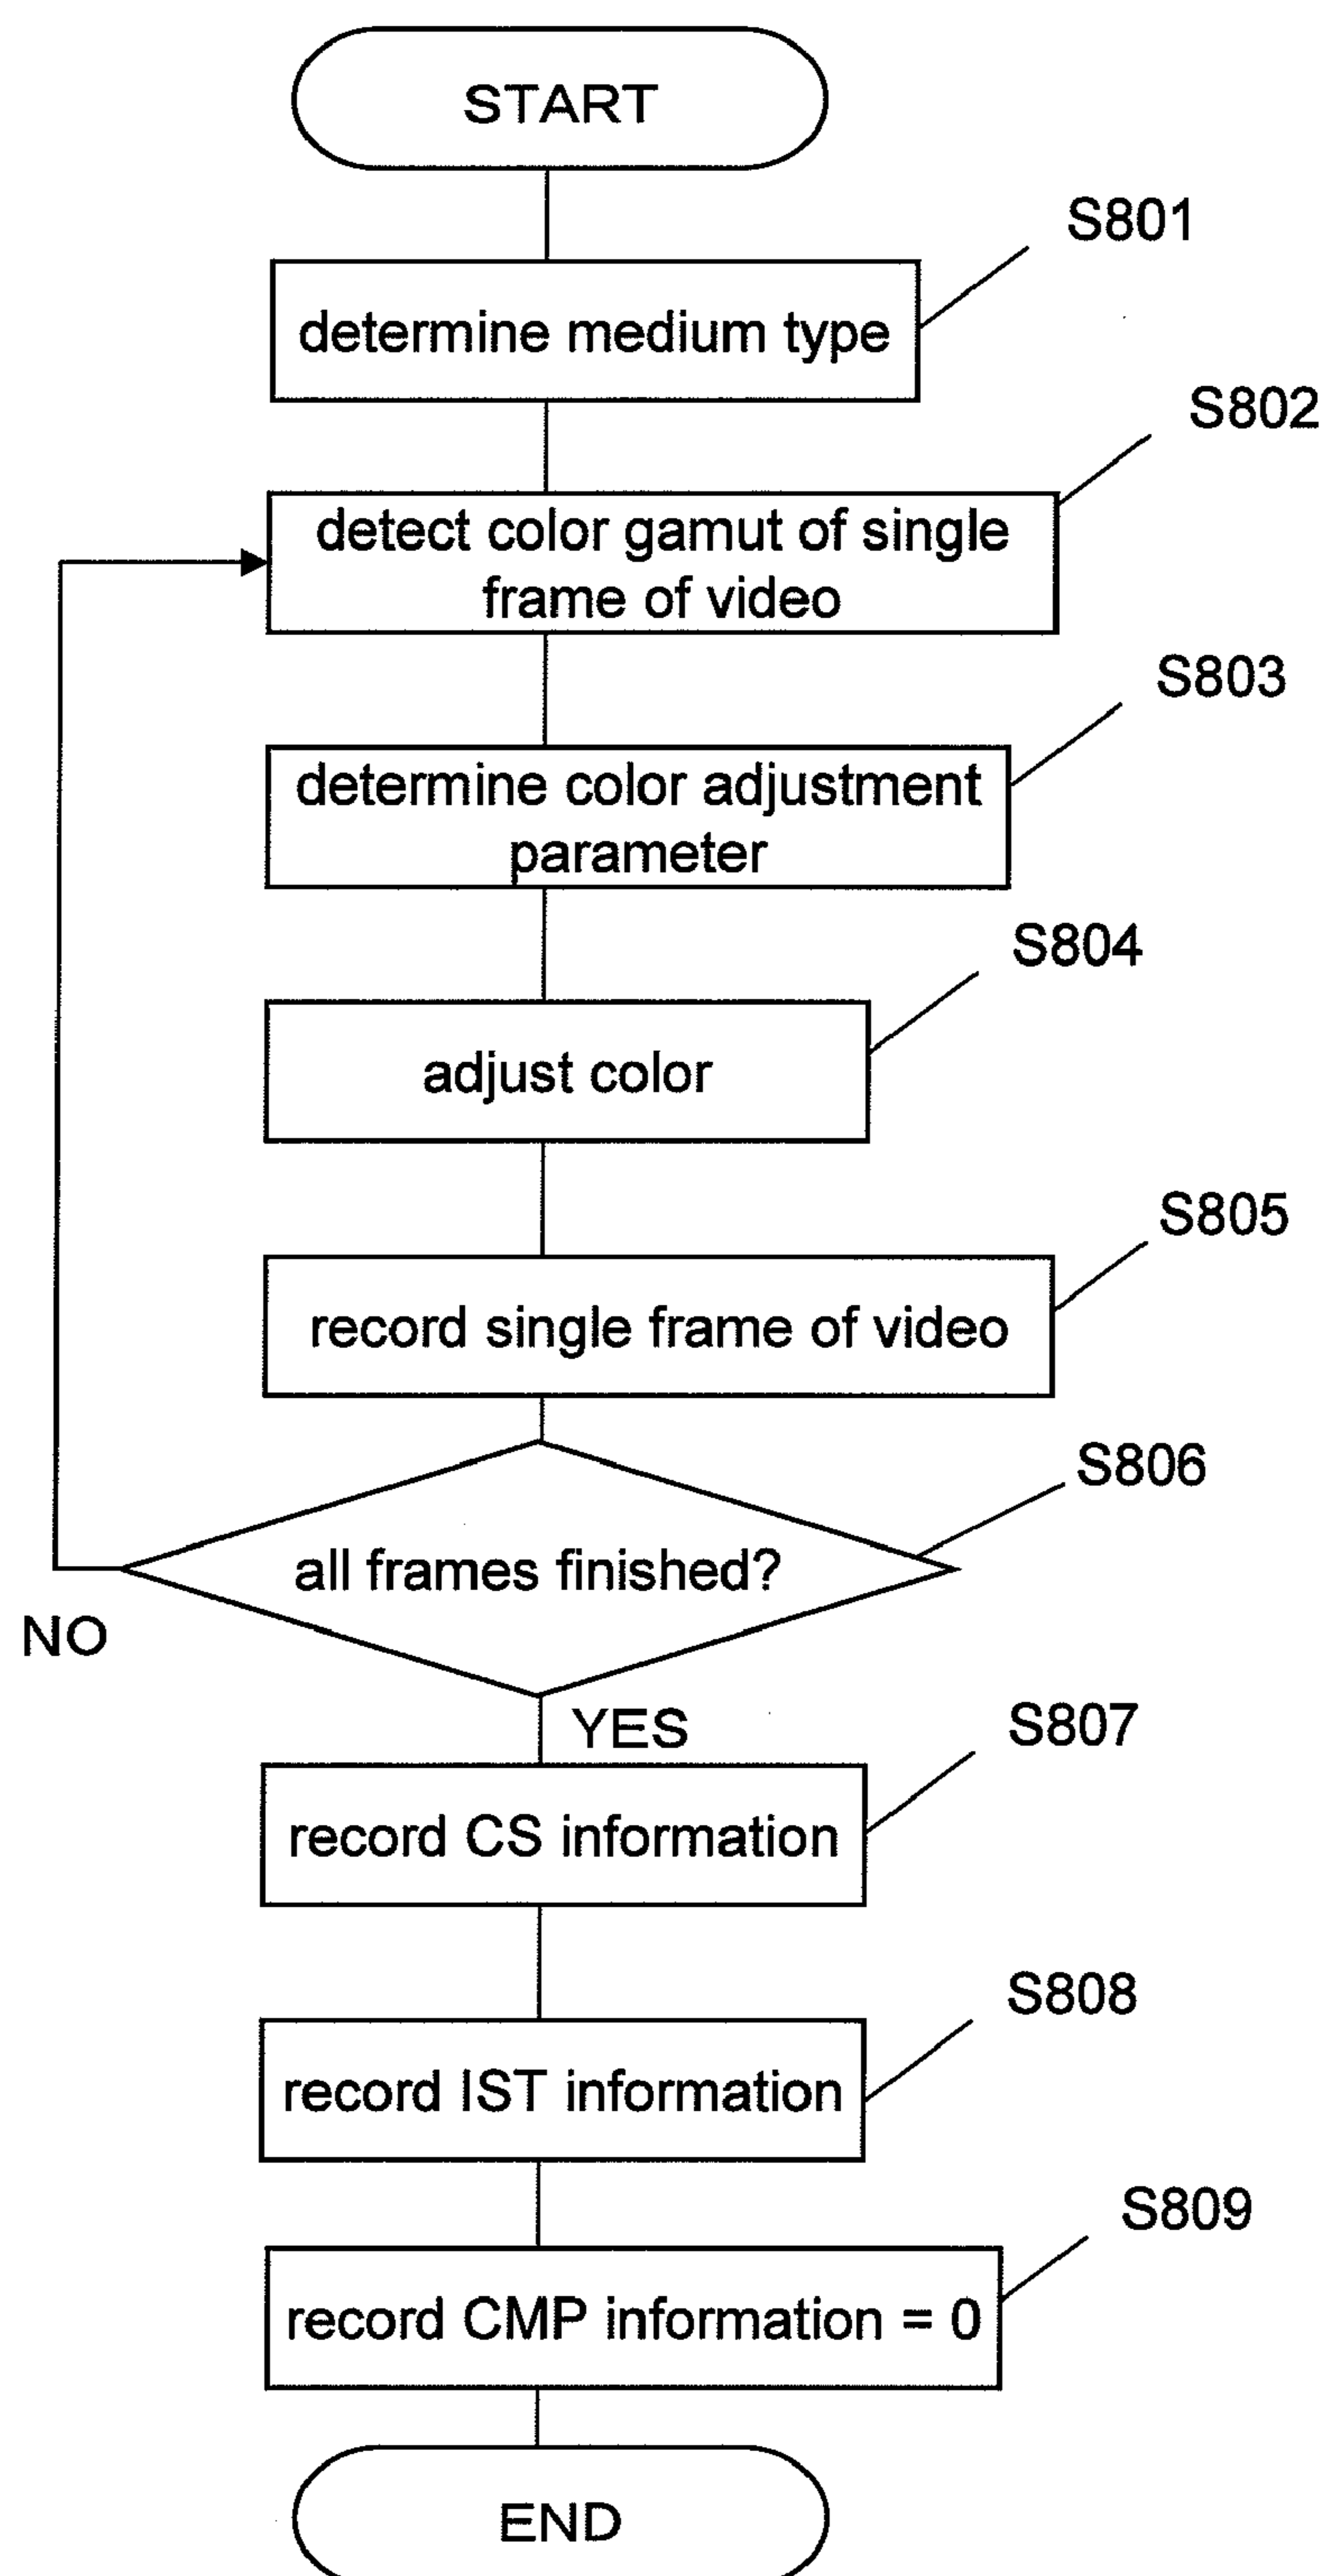 START
S801
determine medium type
S802
detect color gamut of single
frame of video
S803
determine color adjustment
parameter
S804
adjust color
S805
record single frame of video
S806
all frames finished?
NO
YES
S807
record CS information
S808
record IST information
S809
record CMP information = 0
END